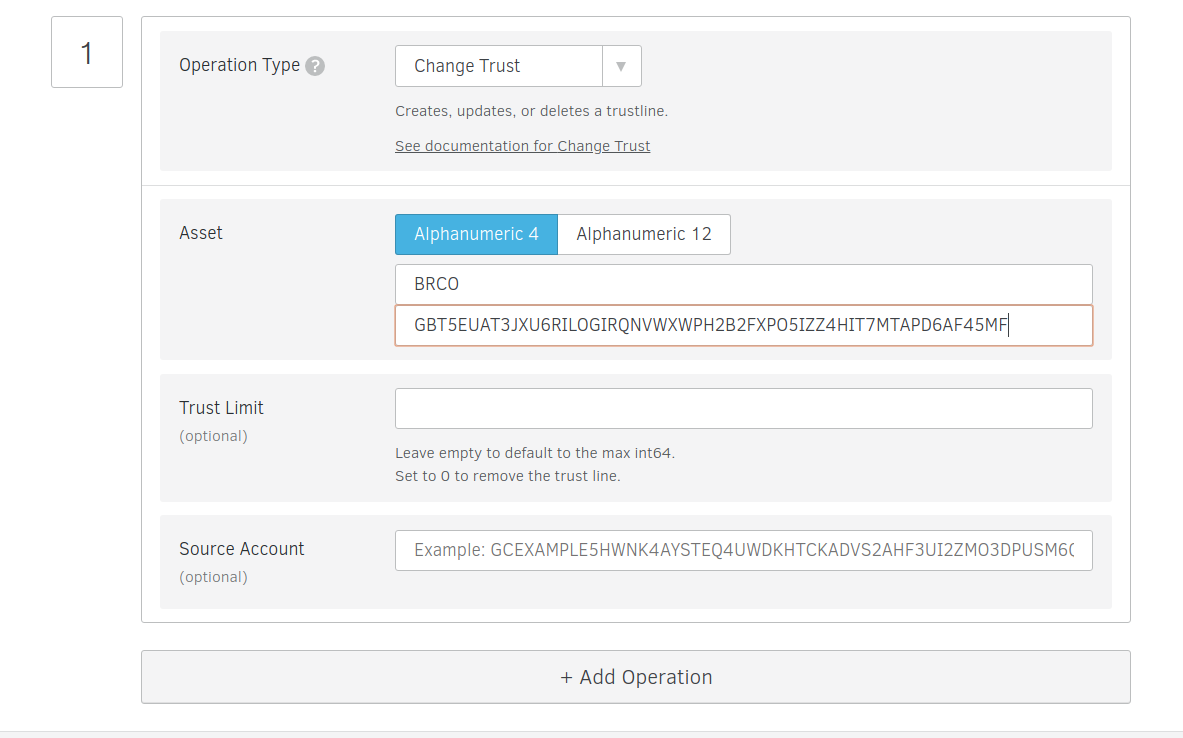 1
Operation Type ?
Change Trust ▼
Creates, updates, or deletes a trustline.
See documentation for Change Trust
Asset
Alphanumeric 4
Alphanumeric 12
BRCO
GBT5EUAT3JXU6RILOGIRQNVWXWPH2B2FXPO5IZZ4HIT7MTAPD6AF45MF
Trust Limit
(optional)
Leave empty to default to the max int64.
Set to 0 to remove the trust line.
Source Account
(optional)
Example: GCEXAMPLE5HWNK4AYSTEQ4UWDKHTCKADVS2AHF3UI2ZMO3DPUSM6Q
+ Add Operation